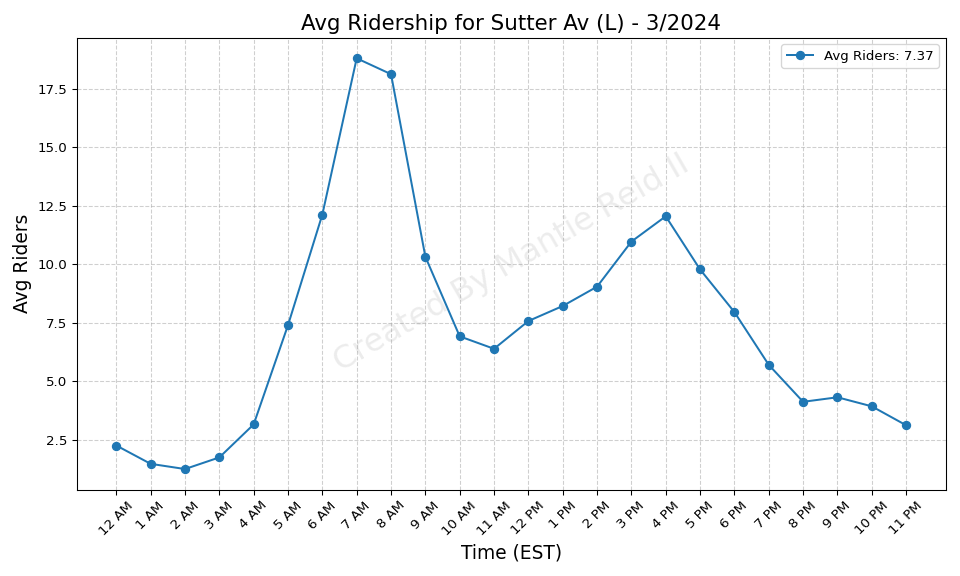 Avg Ridership for Sutter Av (L) - 3/2024
Avg Riders: 7.37
17.5
15.0
12.5
10.0
7.5
5.0
2.5
Avg Riders
Created By Mantie Reid II
12 AM
1 AM
2 AM
3 AM
4 AM
5 AM
6 AM
7 AM
8 AM
9 AM
10 AM
11 AM
12 PM
1 PM
2 PM
3 PM
4 PM
5 PM
6 PM
7 PM
8 PM
9 PM
10 PM
11 PM
Time (EST)